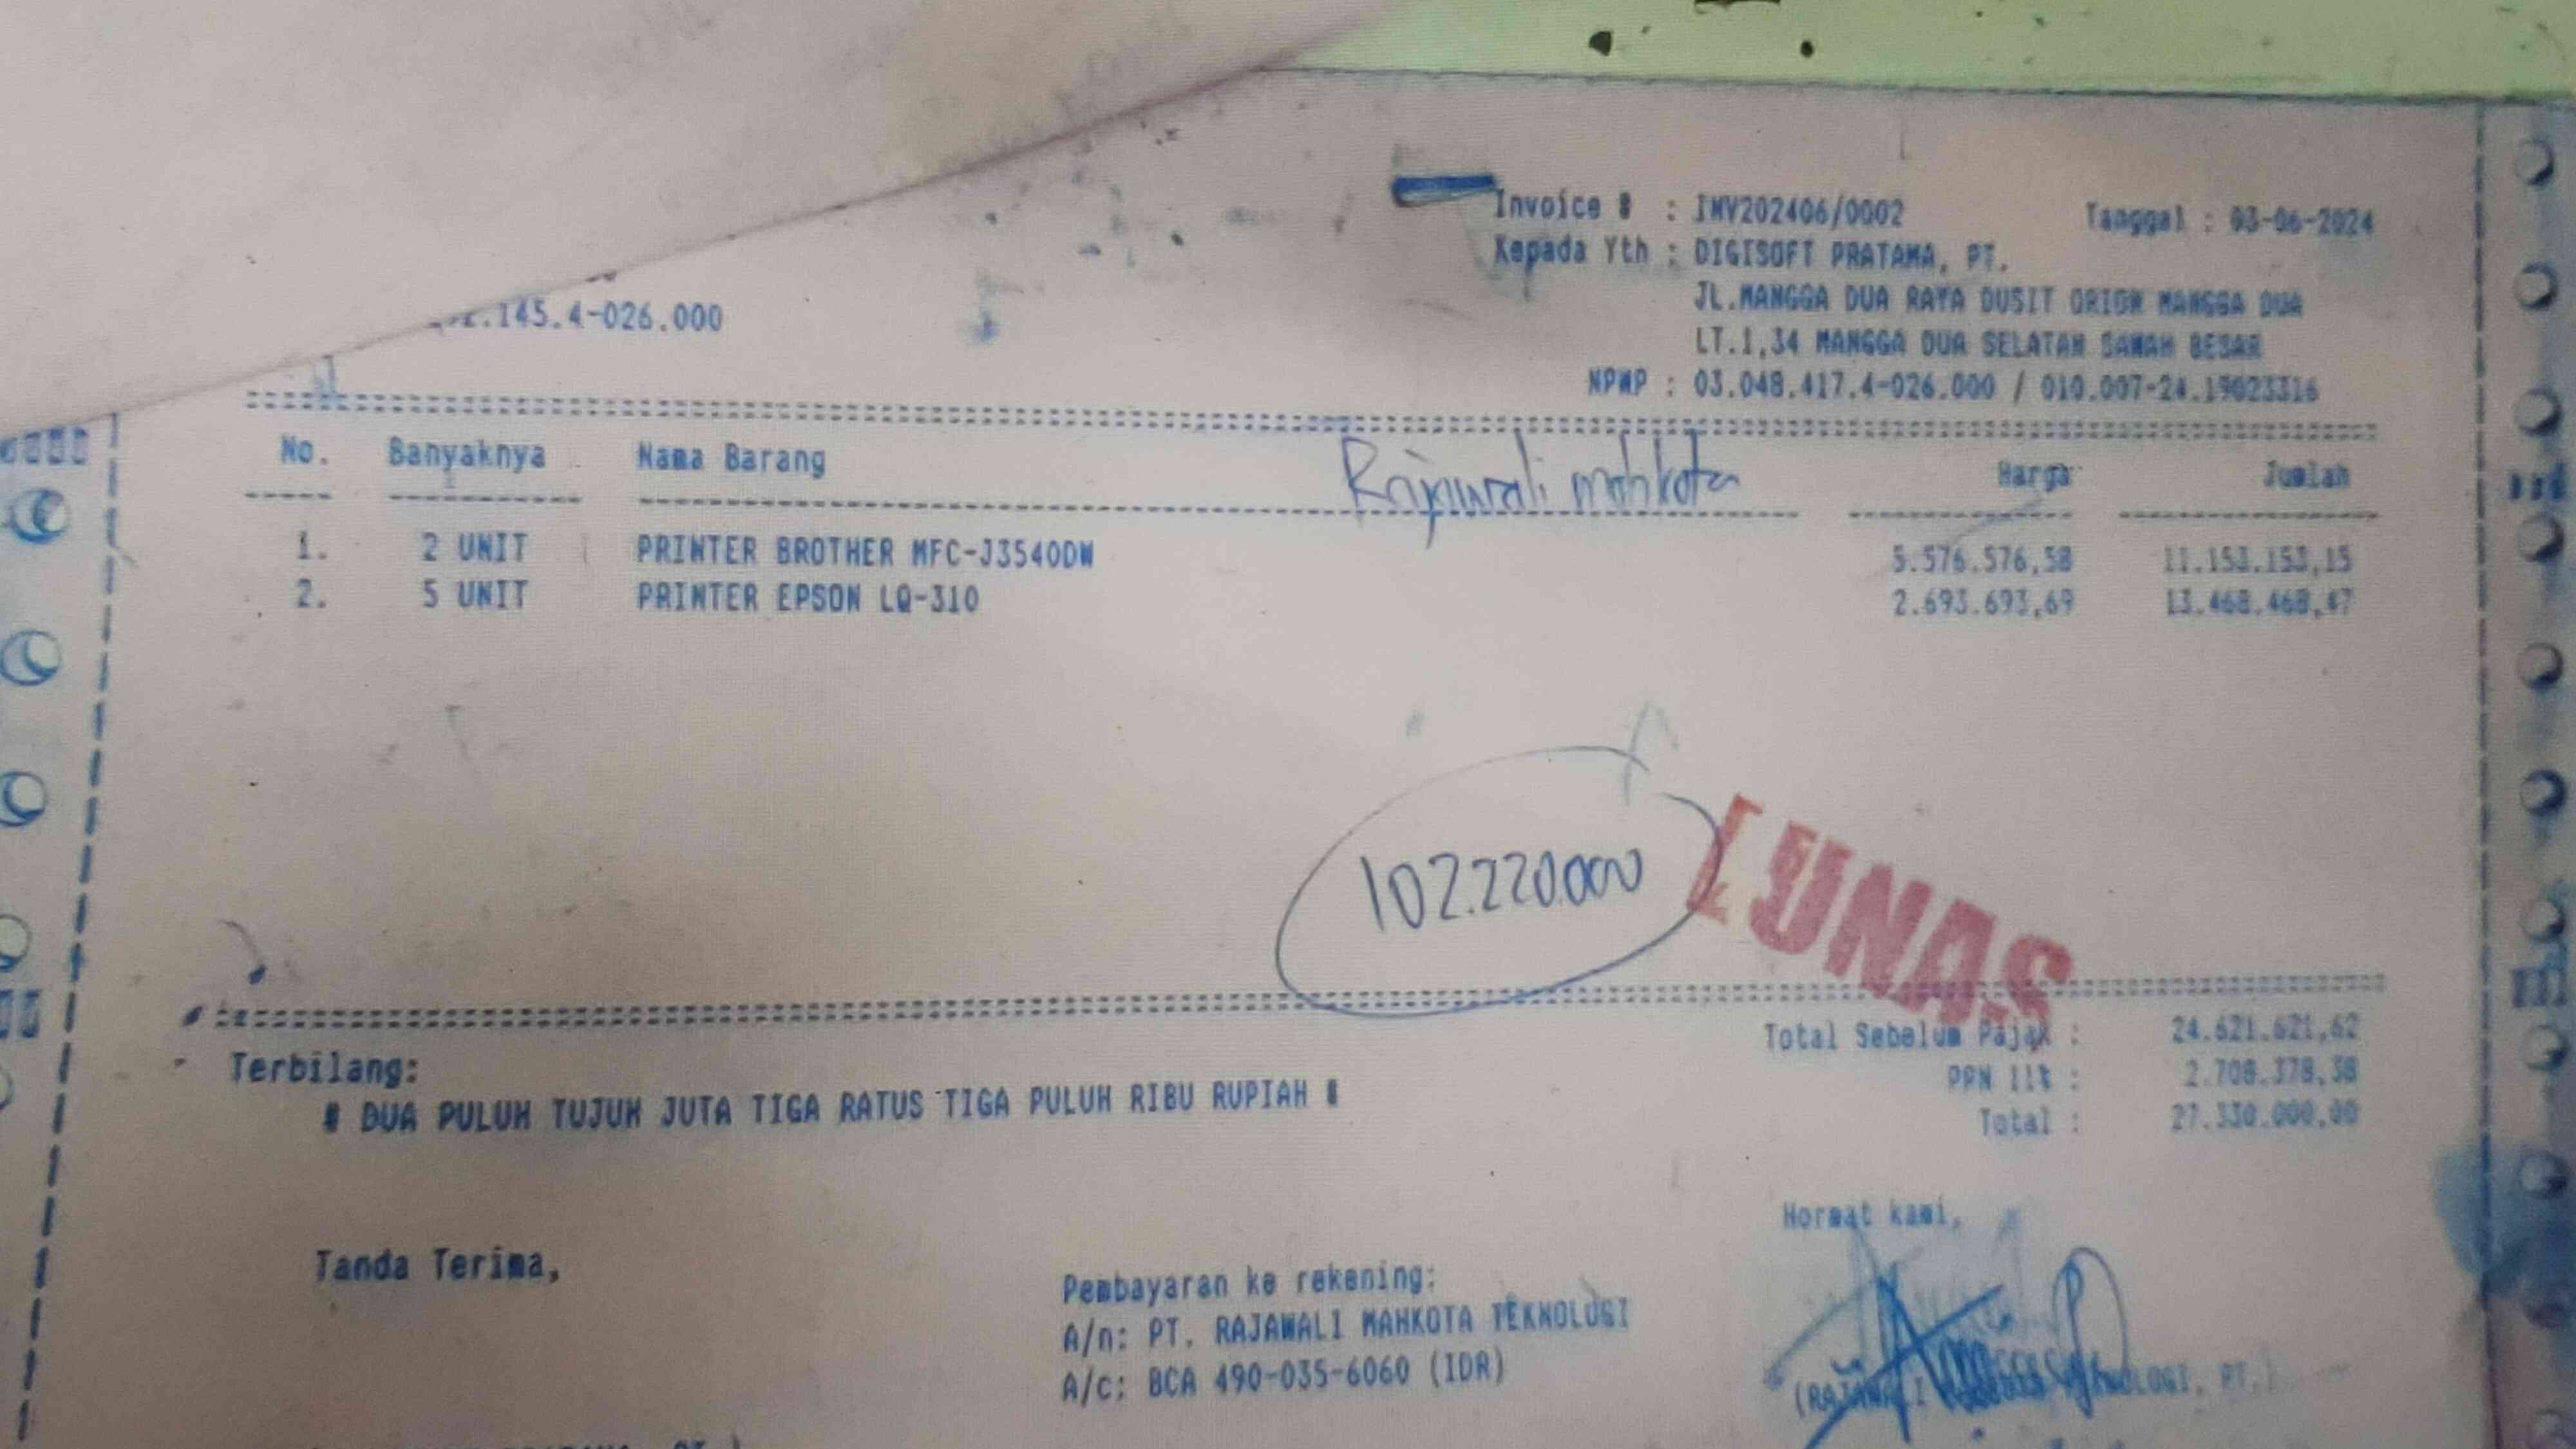 Invoice # : INV202406/0002 Tanggal : 03-06-2024
Kepada Yth : DIGISOFT PRATAMA, PT.
JL.MANGGA DUA RAYA DUSIT ORION MANGGA DUA
.145.4-026.000
LT.1,34 MANGGA DUA SELATAN SAWAH BESAR
NPWP : 03.048.417.4-026.000 / 010.007-24.19023316
No. Banyaknya Nama Barang Harga Jumlah
Rajawali mahkota
1. 2 UNIT PRINTER BROTHER MFC-J3540DW 5.576.576,58 11.153.153,15
2. 5 UNIT PRINTER EPSON LQ-310 2.693.693,69 13.468.468,47
102.220.000
LUNAS
Total Sebelum Pajak : 24.621.621,62
Terbilang:
PPN 11% : 2.708.378,38
# DUA PULUH TUJUH JUTA TIGA RATUS TIGA PULUH RIBU RUPIAH #
Total : 27.330.000,00
Hormat kami,
Tanda Terima,
Pembayaran ke rekening:
A/n: PT. RAJAWALI MAHKOTA TEKNOLOGI
A/c: BCA 490-035-6060 (IDR)
(RAJAWALI MAHKOTA TEKNOLOGI, PT.)